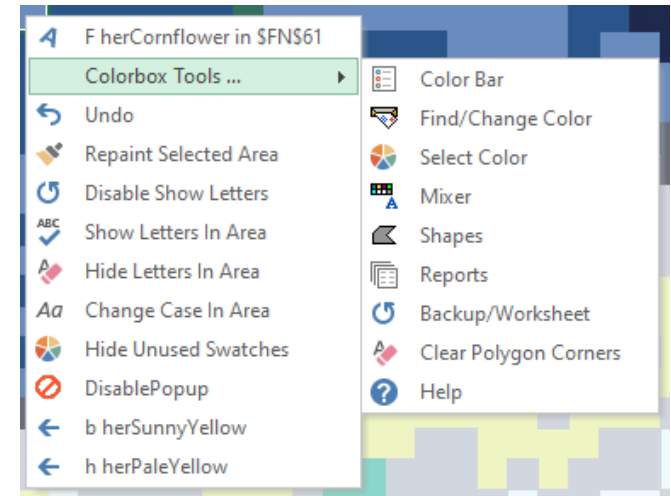 F herCornflower in $FN$61
Colorbox Tools ...
Undo
Repaint Selected Area
Disable Show Letters
ABC
Show Letters In Area
A
Hide Letters In Area
Aa
Change Case In Area
Hide Unused Swatches
DisablePopup
b herSunnyYellow
h herPaleYellow
Color Bar
Find/Change Color
Select Color
A
Mixer
Shapes
Reports
Backup/Worksheet
A
Clear Polygon Corners
?
Help